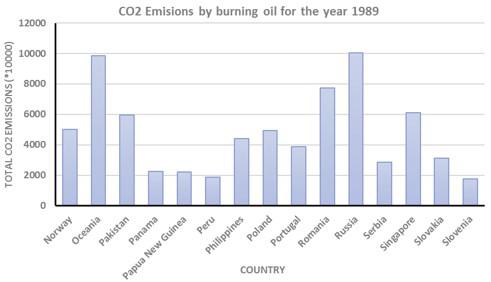 CO2 Emisions by burning oil for the year 1989
TOTAL CO2 EMISSIONS (*10000)
12000
10000
8000
6000
4000
2000
0
Norway
Oceania
Pakistan
Panama
Papua New Guinea
Peru
Philippines
Poland
Portugal
Romania
Russia
Serbia
Singapore
Slovakia
Slovenia
COUNTRY